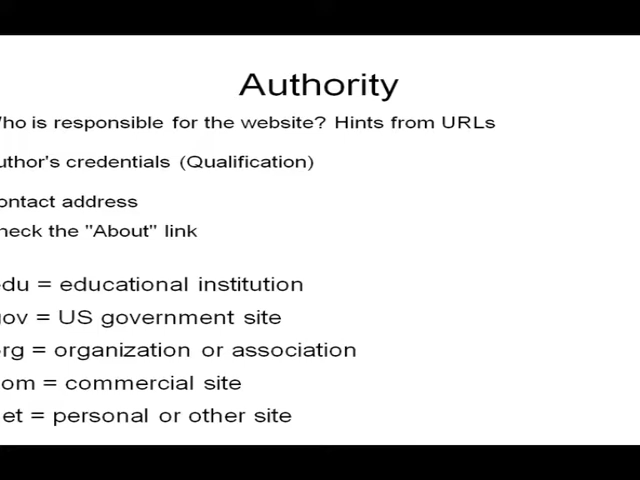 Authority
ho is responsible for the website? Hints from URLs
uthor's credentials (Qualification)
ontact address
heck the "About" link
du = educational institution
ov = US government site
rg = organization or association
om = commercial site
et = personal or other site